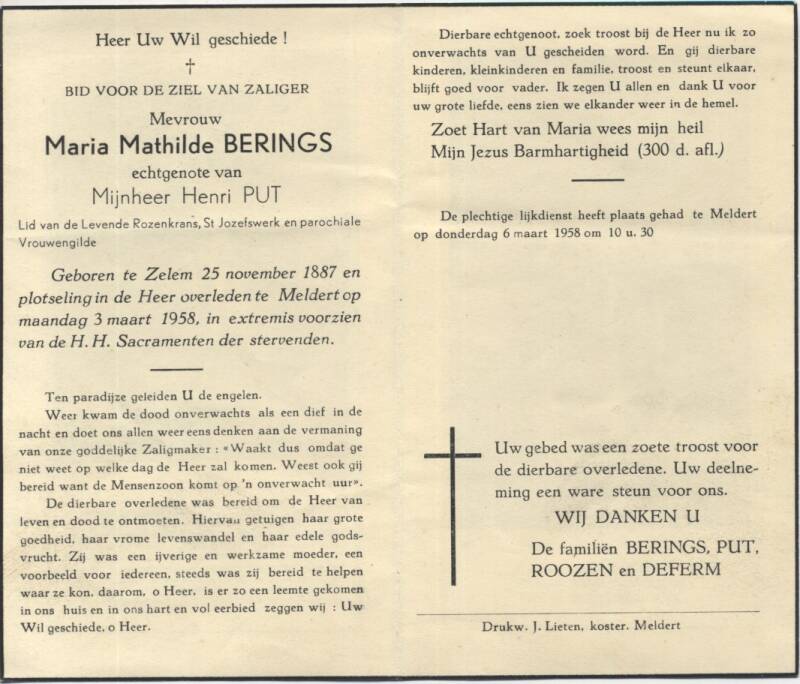 Heer Uw Wil geschiede !
†
BID VOOR DE ZIEL VAN ZALIGER
Mevrouw
Maria Mathilde BERINGS
echtgenote van
Mijnheer Henri PUT
Lid van de Levende Rozenkrans, St Jozefswerk en parochiale
Vrouwengilde
Geboren te Zelem 25 november 1887 en
plotseling in de Heer overleden te Meldert op
maandag 3 maart 1958, in extremis voorzien
van de H. H. Sacramenten der stervenden.
Ten paradijze geleiden U de engelen.
Weer kwam de dood onverwachts als een dief in de
nacht en doet ons allen weer eens denken aan de vermaning
van onze goddelijke Zaligmaker : «Waakt dus omdat ge
niet weet op welke dag de Heer zal komen. Weest ook gij
bereid want de Mensenzoon komt op 'n onverwacht uur».
De dierbare overledene was bereid om de Heer van
leven en dood te ontmoeten. Hiervan getuigen haar grote
goedheid, haar vrome levenswandel en haar edele gods-
vrucht. Zij was een ijverige en werkzame moeder, een
voorbeeld voor iedereen, steeds was zij bereid te helpen
waar ze kon, daarom, o Heer, is er zo een leemte gekomen
in ons huis en in ons hart en vol eerbied zeggen wij : Uw
Wil geschiede, o Heer.
Dierbare echtgenoot, zoek troost bij de Heer nu ik zo
onverwachts van U gescheiden word. En gij dierbare
kinderen, kleinkinderen en familie, troost en steunt elkaar,
blijft goed voor vader. Ik zegen U allen en dank U voor
uw grote liefde, eens zien we elkander weer in de hemel.
Zoet Hart van Maria wees mijn heil
Mijn Jezus Barmhartigheid (300 d. afl.)
De plechtige lijkdienst heeft plaats gehad te Meldert
op donderdag 6 maart 1958 om 10 u. 30
Uw gebed was een zoete troost voor
de dierbare overledene. Uw deelne-
ming een ware steun voor ons.
WIJ DANKEN U
De familiën BERINGS, PUT,
ROOZEN en DEFERM
Drukw. J. Lieten, koster. Meldert